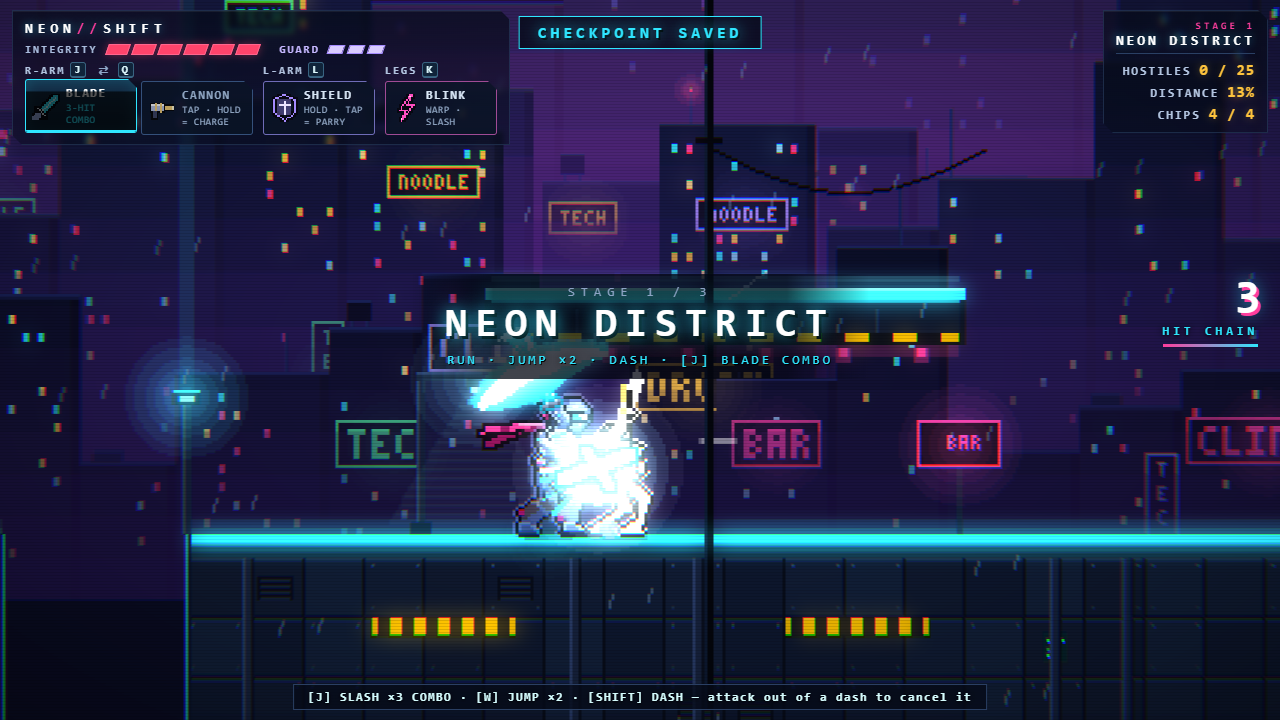 NEON//SHIFT
INTEGRITY GUARD
R-ARM J ⇄ Q L-ARM L LEGS K
BLADE
3-HIT
COMBO
CANNON
TAP · HOLD
= CHARGE
SHIELD
HOLD · TAP
= PARRY
BLINK
WARP ·
SLASH
CHECKPOINT SAVED
STAGE 1
NEON DISTRICT
HOSTILES 0 / 25
DISTANCE 13%
CHIPS 4 / 4
TECH
NOODLE
TECH
NOODLE
STAGE 1 / 3
NEON DISTRICT
RUN · JUMP ×2 · DASH · [J] BLADE COMBO
3
HIT CHAIN
TEC
BAR
BAR
CLI
TEC
[J] SLASH ×3 COMBO · [W] JUMP ×2 · [SHIFT] DASH — attack out of a dash to cancel it